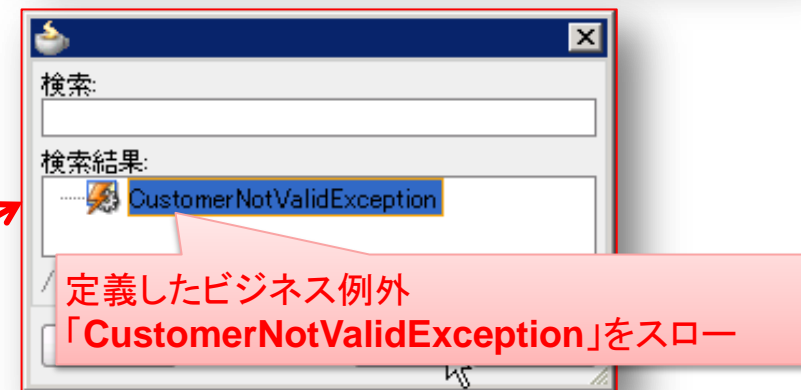 検索:
検索結果:
CustomerNotValidException
定義したビジネス例外
「CustomerNotValidException」をスロー